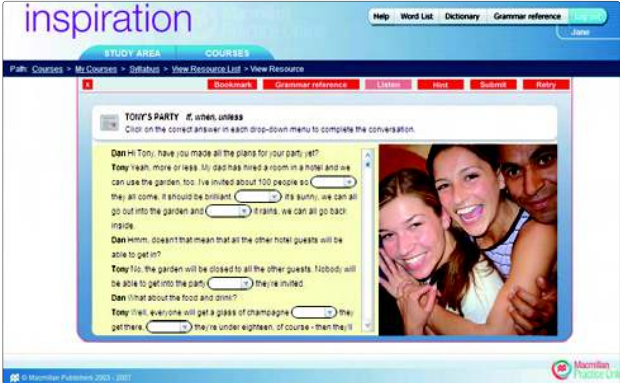 inspiration
Help Word List Dictionary Grammar reference Log out
Jane
STUDY AREA COURSES
Path: Courses > My Courses > Syllabus > View Resource List > View Resource
x Bookmark Grammar reference Listen Hint Submit Retry
TONY'S PARTY if, when, unless
Click on the correct answer in each drop-down menu to complete the conversation.
Dan Hi Tony, have you made all the plans for your party yet?
Tony Yeah, more or less. My dad has hired a room in a hotel and we
can use the garden, too. I've invited about 100 people so
they all come, it should be brilliant. it's sunny, we can all
go out into the garden and it rains, we can all go back
inside.
Dan Hmm, doesn't that mean that all the other hotel guests will be
able to get in?
Tony No, the garden will be closed to all the other guests. Nobody will
be able to get into the party they're invited.
Dan What about the food and drink?
Tony Well, everyone will get a glass of champagne they
get there, they're under eighteen, of course - then they'll
© Macmillan Publishers 2003 - 2007
Macmillan
Practice Online